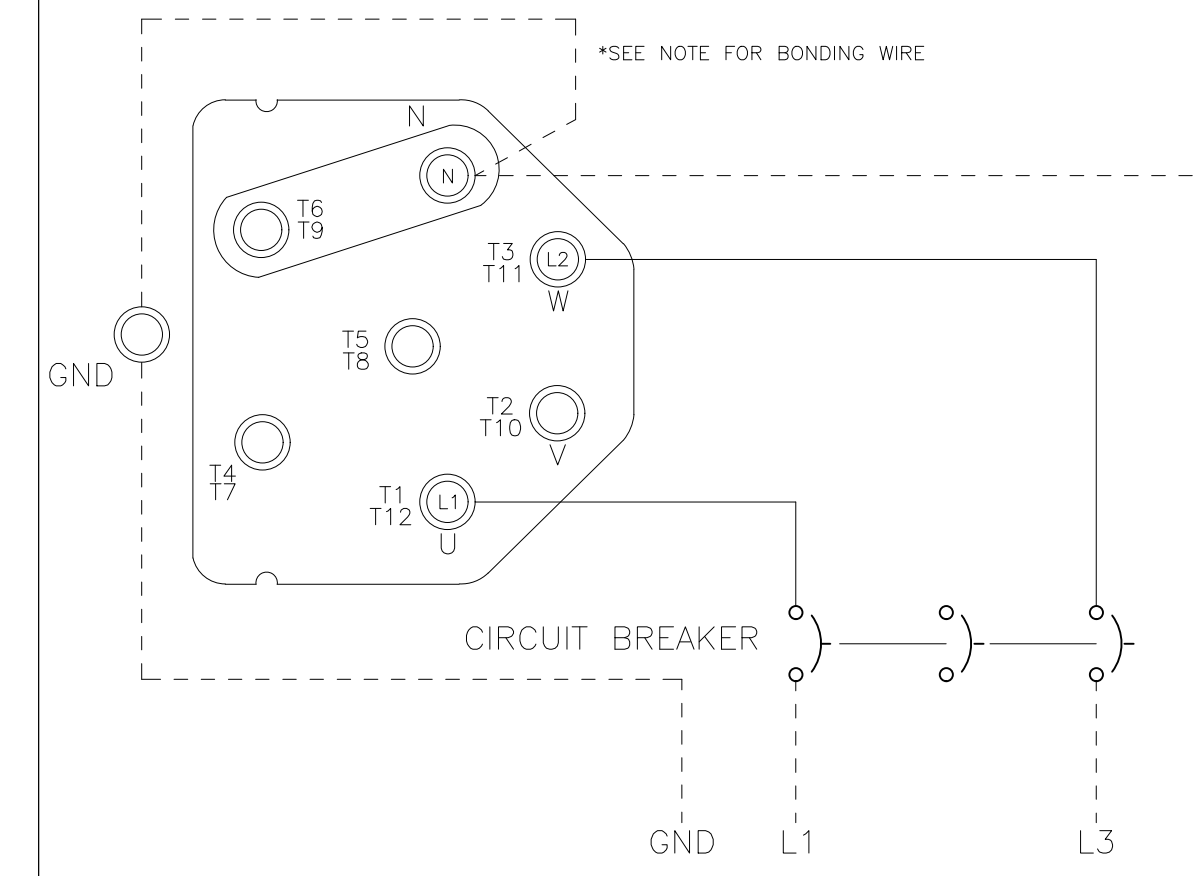 *SEE NOTE FOR BONDING WIRE
N
N
T6
T9
T3
T11
L2
W
T5
T8
GND
T2
T10
V
T4
T7
T1
T12
L1
U
CIRCUIT BREAKER
GND
L1
L3